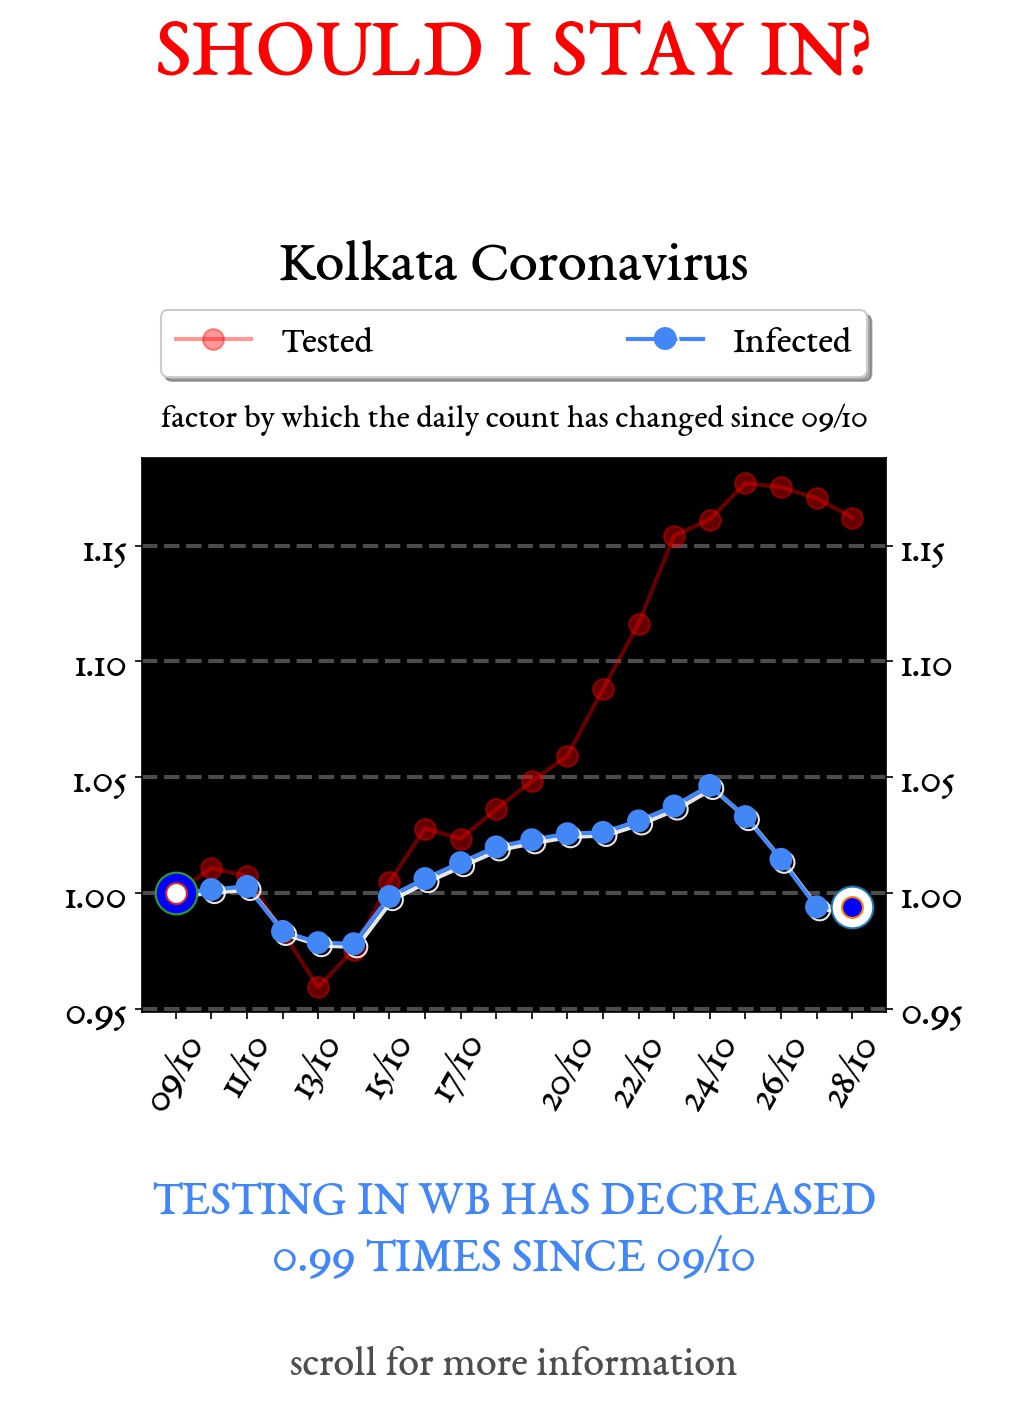 SHOULD I STAY IN?
Kolkata Coronavirus
Tested Infected
factor by which the daily count has changed since 09/10
1.15 1.15
1.10 1.10
1.05 1.05
1.00 1.00
0.95 0.95
09/10 11/10 13/10 15/10 17/10 20/10 22/10 24/10 26/10 28/10
TESTING IN WB HAS DECREASED
0.99 TIMES SINCE 09/10
scroll for more information